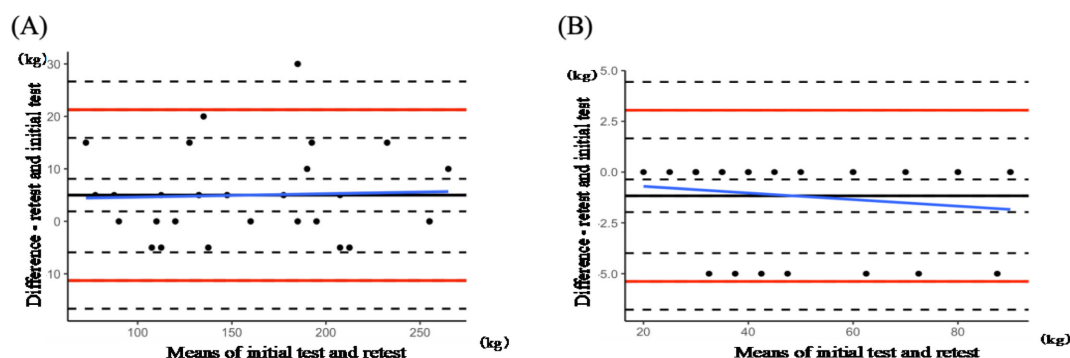 (A)
(kg)
Difference - retest and initial test
30
20
10
0
10
100
150
200
250
(kg)
Means of initial test and retest
(B)
(kg)
Difference - retest and initial test
5.0
2.5
0.0
-2.5
-5.0
20
40
60
80
(kg)
Means of initial test and retest